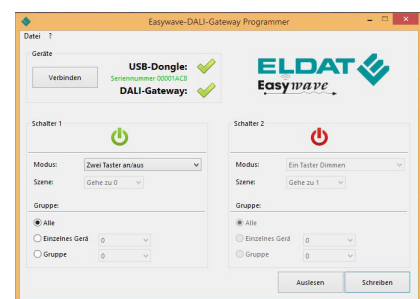 Easywave-DALI-Gateway Programmer
Datei ?
Geräte
Verbinden
USB-Dongle:
Seriennummer 00001AC8
DALI-Gateway:
ELDAT
Easywave
Schalter 1
Modus: Zwei Taster an/aus
Szene: Gehe zu 0
Gruppe:
Alle
Einzelnes Gerä 0
Gruppe 0
Schalter 2
Modus: Ein Taster Dimmen
Szene: Gehe zu 1
Gruppe:
Alle
Einzelnes Gerä 0
Gruppe 0
Auslesen Schreiben